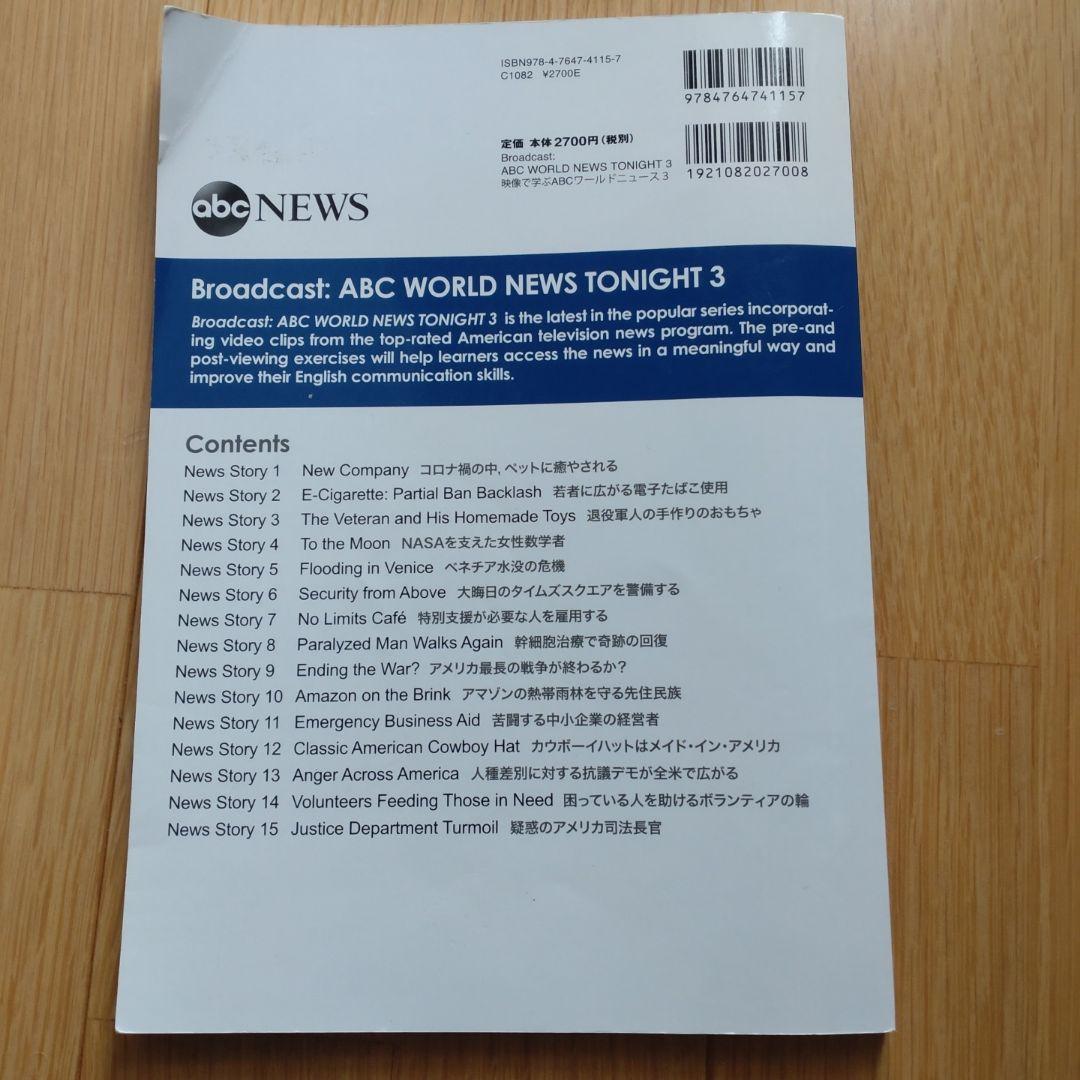 ISBN978-4-7647-4115-7
C1082 ¥2700E
9784764741157
定価 本体2700円(税別)
Broadcast:
ABC WORLD NEWS TONIGHT 3
映像で学ぶABCワールドニュース3
1921082027008
abc NEWS
Broadcast: ABC WORLD NEWS TONIGHT 3
Broadcast: ABC WORLD NEWS TONIGHT 3 is the latest in the popular series incorporat-
ing video clips from the top-rated American television news program. The pre-and
post-viewing exercises will help learners access the news in a meaningful way and
improve their English communication skills.
Contents
News Story 1 New Company コロナ禍の中, ペットに癒やされる
News Story 2 E-Cigarette: Partial Ban Backlash 若者に広がる電子たばこ使用
News Story 3 The Veteran and His Homemade Toys 退役軍人の手作りのおもちゃ
News Story 4 To the Moon NASAを支えた女性数学者
News Story 5 Flooding in Venice ベネチア水没の危機
News Story 6 Security from Above 大晦日のタイムズスクエアを警備する
News Story 7 No Limits Café 特別支援が必要な人を雇用する
News Story 8 Paralyzed Man Walks Again 幹細胞治療で奇跡の回復
News Story 9 Ending the War? アメリカ最長の戦争が終わるか?
News Story 10 Amazon on the Brink アマゾンの熱帯雨林を守る先住民族
News Story 11 Emergency Business Aid 苦闘する中小企業の経営者
News Story 12 Classic American Cowboy Hat カウボーイハットはメイド・イン・アメリカ
News Story 13 Anger Across America 人種差別に対する抗議デモが全米で広がる
News Story 14 Volunteers Feeding Those in Need 困っている人を助けるボランティアの輪
News Story 15 Justice Department Turmoil 疑惑のアメリカ司法長官